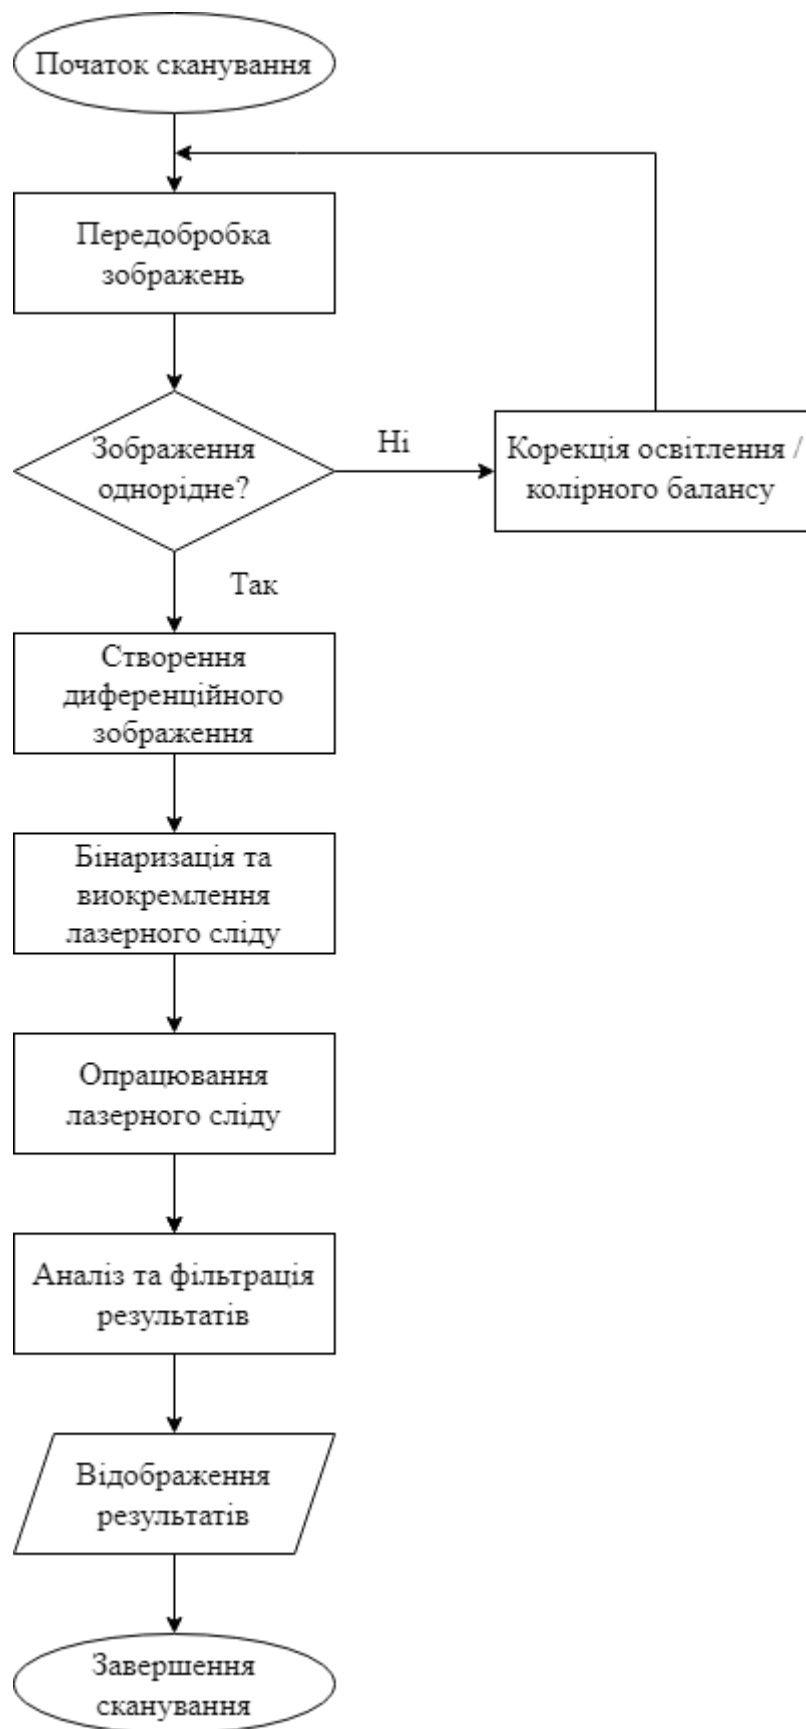 Початок сканування
Передобробка
зображень
Зображення
однорідне?
Ні
Корекція освітлення /
колірного балансу
Так
Створення
диференційного
зображення
Бінаризація та
виокремлення
лазерного сліду
Опрацювання
лазерного сліду
Аналіз та фільтрація
результатів
Відображення
результатів
Завершення
сканування